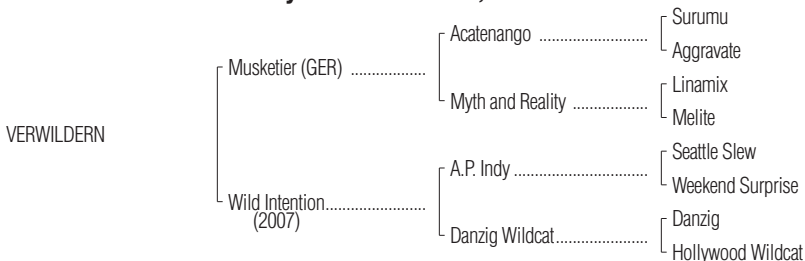 Surumu
Acatenango ...................
Aggravate
Musketier (GER) ..................
Linamix
Myth and Reality ..................
Melite
VERWILDERN
Seattle Slew
A.P. Indy ..........................
Weekend Surprise
Wild Intention........................
(2007)
Danzig
Danzig Wildcat......................
Hollywood Wildcat